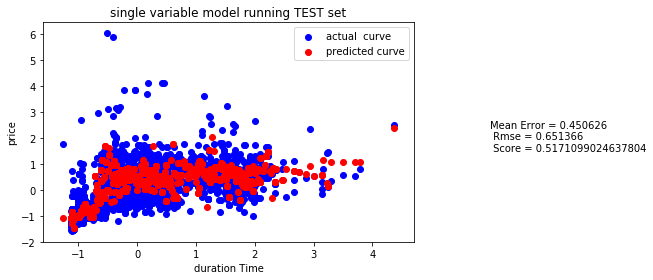 single variable model running TEST set
actual curve
predicted curve
6
5
4
3
2
1
0
−1
−2
price
−1
0
1
2
3
4
duration Time
Mean Error = 0.450626
Rmse = 0.651366
Score = 0.5171099024637804